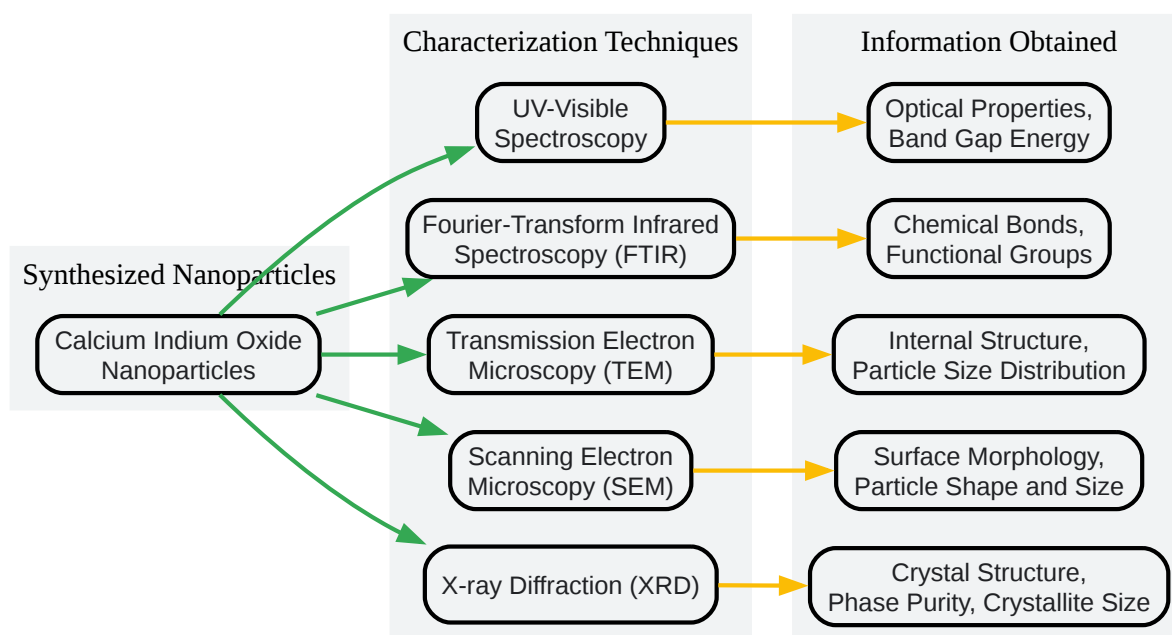 Synthesized Nanoparticles
Calcium Indium Oxide
Nanoparticles
Characterization Techniques
UV-Visible
Spectroscopy
Fourier-Transform Infrared
Spectroscopy (FTIR)
Transmission Electron
Microscopy (TEM)
Scanning Electron
Microscopy (SEM)
X-ray Diffraction (XRD)
Information Obtained
Optical Properties,
Band Gap Energy
Chemical Bonds,
Functional Groups
Internal Structure,
Particle Size Distribution
Surface Morphology,
Particle Shape and Size
Crystal Structure,
Phase Purity, Crystallite Size